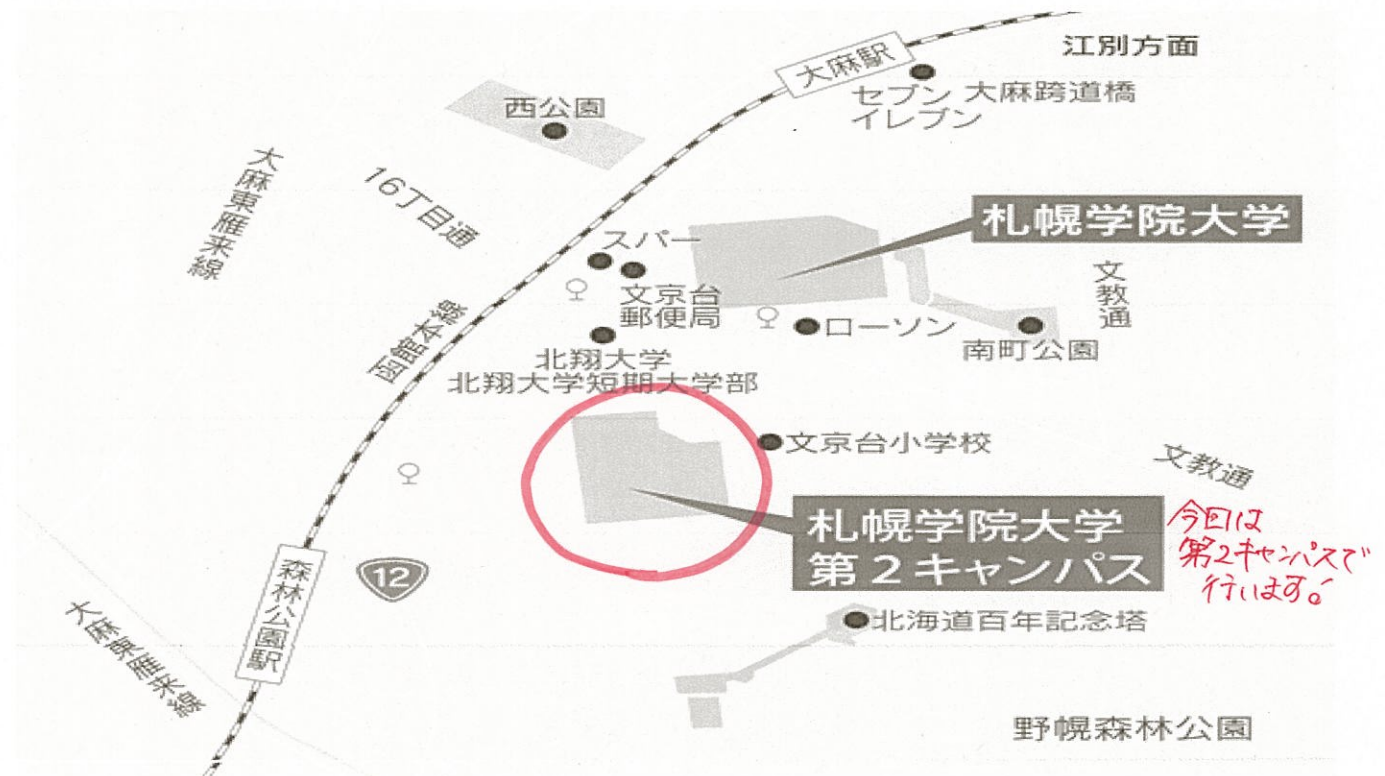 江別方面
大麻駅
セブン
イレブン
大麻跨道橋
西公園
大麻東雁来線
16丁目通
札幌学院大学
スパー
文京台
郵便局
文教通
ローソン
南町公園
函館本線
北翔大学
北翔大学短期大学部
文京台小学校
文教通
札幌学院大学
第2キャンパス
今回は
第2キャンパスで
行います!
12
森林公園駅
大麻東雁来線
北海道百年記念塔
野幌森林公園